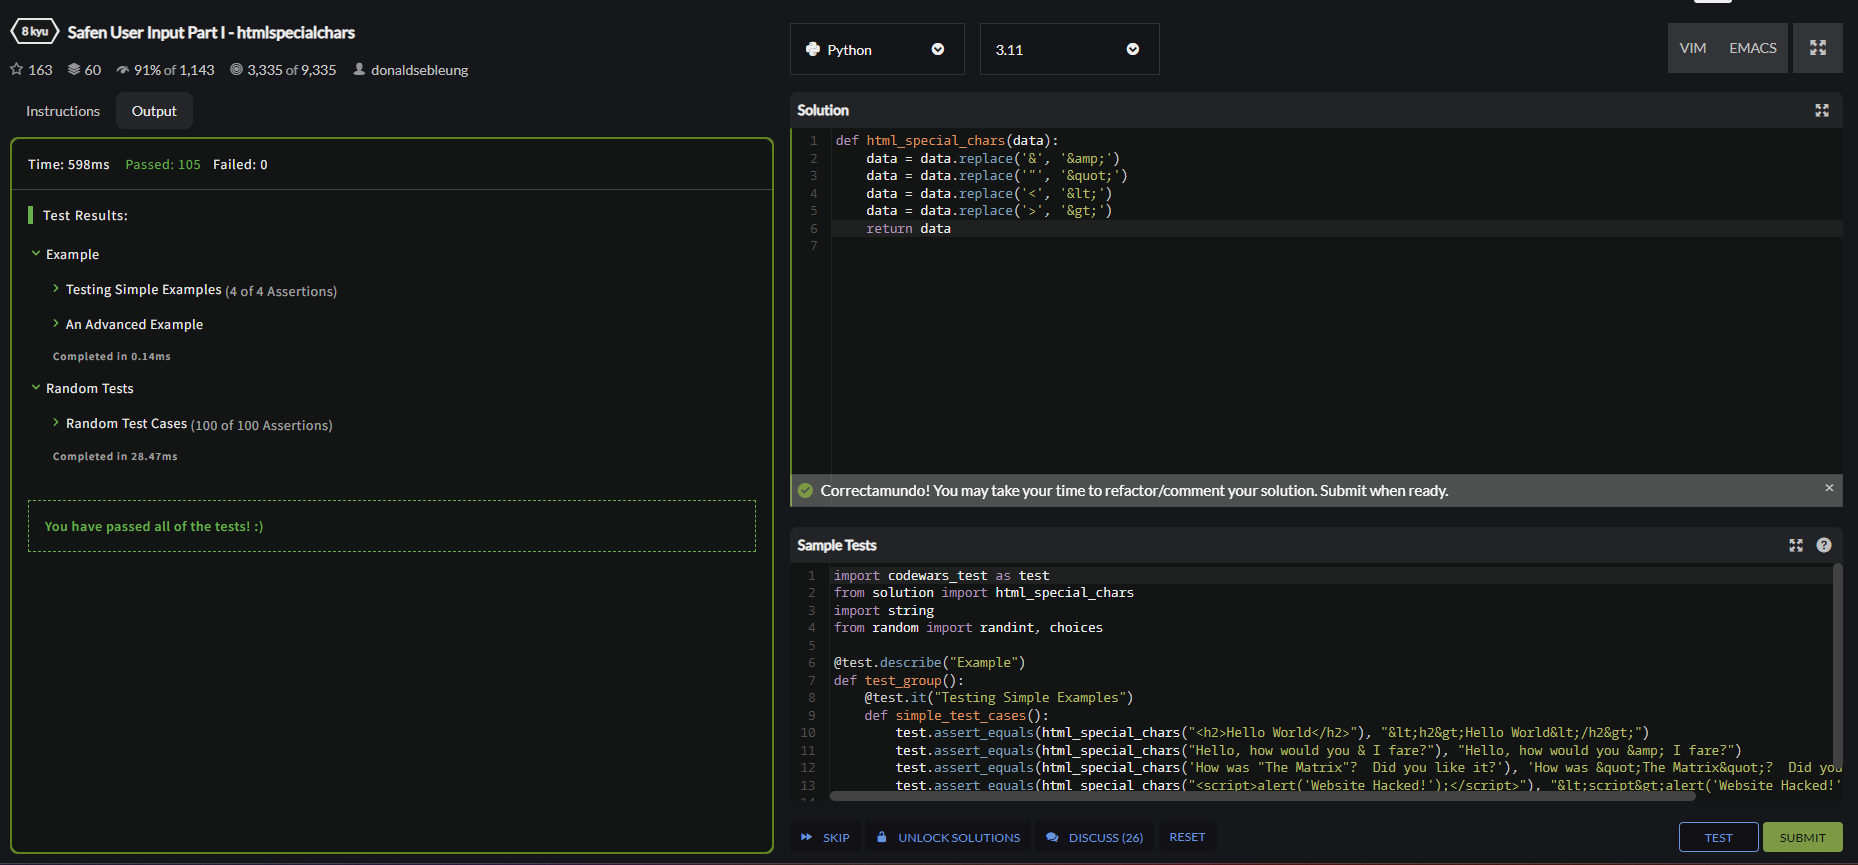 8 kyu Safen User Input Part I - htmlspecialchars
163 60 91% of 1,143 3,335 of 9,335 donaldsebleung
Instructions Output
Time: 598ms Passed: 105 Failed: 0
Test Results:
Example
Testing Simple Examples (4 of 4 Assertions)
An Advanced Example
Completed in 0.14ms
Random Tests
Random Test Cases (100 of 100 Assertions)
Completed in 28.47ms
You have passed all of the tests! :)
Python 3.11 VIM EMACS
Solution
1 def html_special_chars(data):
2     data = data.replace('&', '&amp;')
3     data = data.replace('"', '&quot;')
4     data = data.replace('<', '&lt;')
5     data = data.replace('>', '&gt;')
6     return data
7
Correctamundo! You may take your time to refactor/comment your solution. Submit when ready. ×
Sample Tests ?
1 import codewars_test as test
2 from solution import html_special_chars
3 import string
4 from random import randint, choices
5
6 @test.describe("Example")
7 def test_group():
8     @test.it("Testing Simple Examples")
9     def simple_test_cases():
10         test.assert_equals(html_special_chars("<h2>Hello World</h2>"), "&lt;h2&gt;Hello World&lt;/h2&gt;")
11         test.assert_equals(html_special_chars("Hello, how would you & I fare?"), "Hello, how would you &amp; I fare?")
12         test.assert_equals(html_special_chars('How was "The Matrix"?  Did you like it?'), 'How was &quot;The Matrix&quot;?  Did you
13         test.assert_equals(html_special_chars("<script>alert('Website Hacked!');</script>"), "&lt;script&gt;alert('Website Hacked!'
SKIP UNLOCK SOLUTIONS DISCUSS (26) RESET TEST SUBMIT